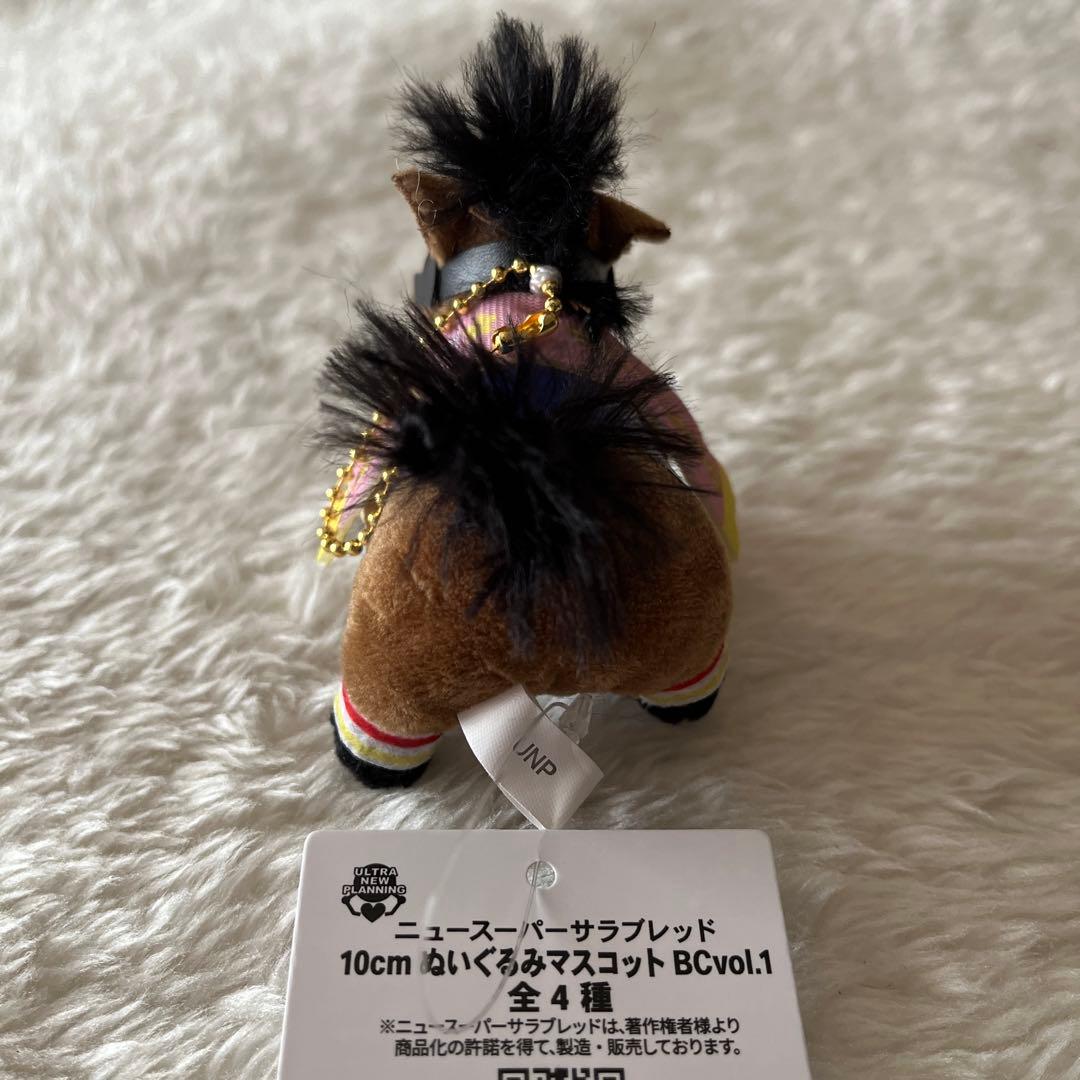 UNP
ULTRA
NEW
PLANNING
ニュースーパーサラブレッド
10cm ぬいぐるみマスコット BCvol.1
全4種
※ニュースーパーサラブレッドは、著作権者様より
商品化の許諾を得て、製造・販売しております。